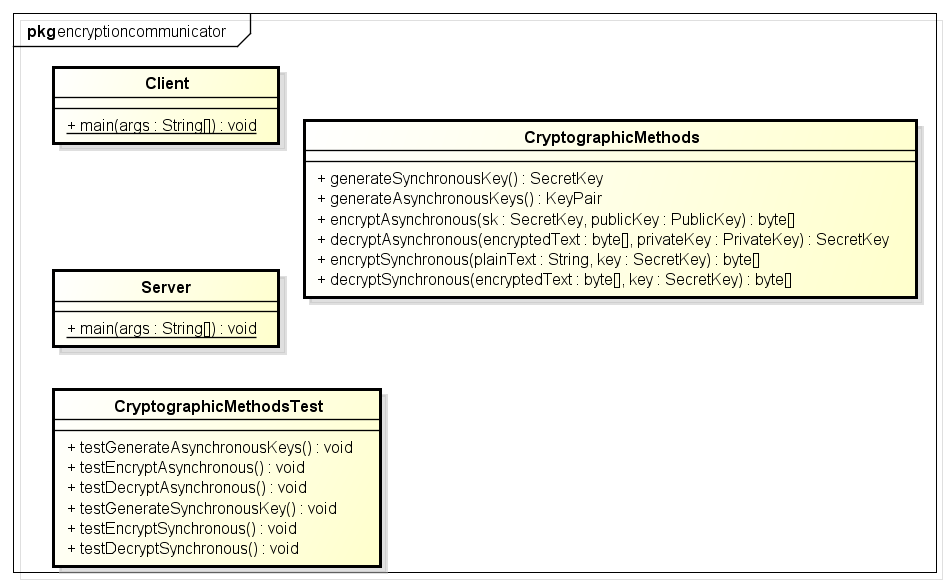 pkg encryptioncommunicator
Client
+ main(args : String[]) : void
CryptographicMethods
+ generateSynchronousKey() : SecretKey
+ generateAsynchronousKeys() : KeyPair
+ encryptAsynchronous(sk : SecretKey, publicKey : PublicKey) : byte[]
+ decryptAsynchronous(encryptedText : byte[], privateKey : PrivateKey) : SecretKey
+ encryptSynchronous(plainText : String, key : SecretKey) : byte[]
+ decryptSynchronous(encryptedText : byte[], key : SecretKey) : byte[]
Server
+ main(args : String[]) : void
CryptographicMethodsTest
+ testGenerateAsynchronousKeys() : void
+ testEncryptAsynchronous() : void
+ testDecryptAsynchronous() : void
+ testGenerateSynchronousKey() : void
+ testEncryptSynchronous() : void
+ testDecryptSynchronous() : void